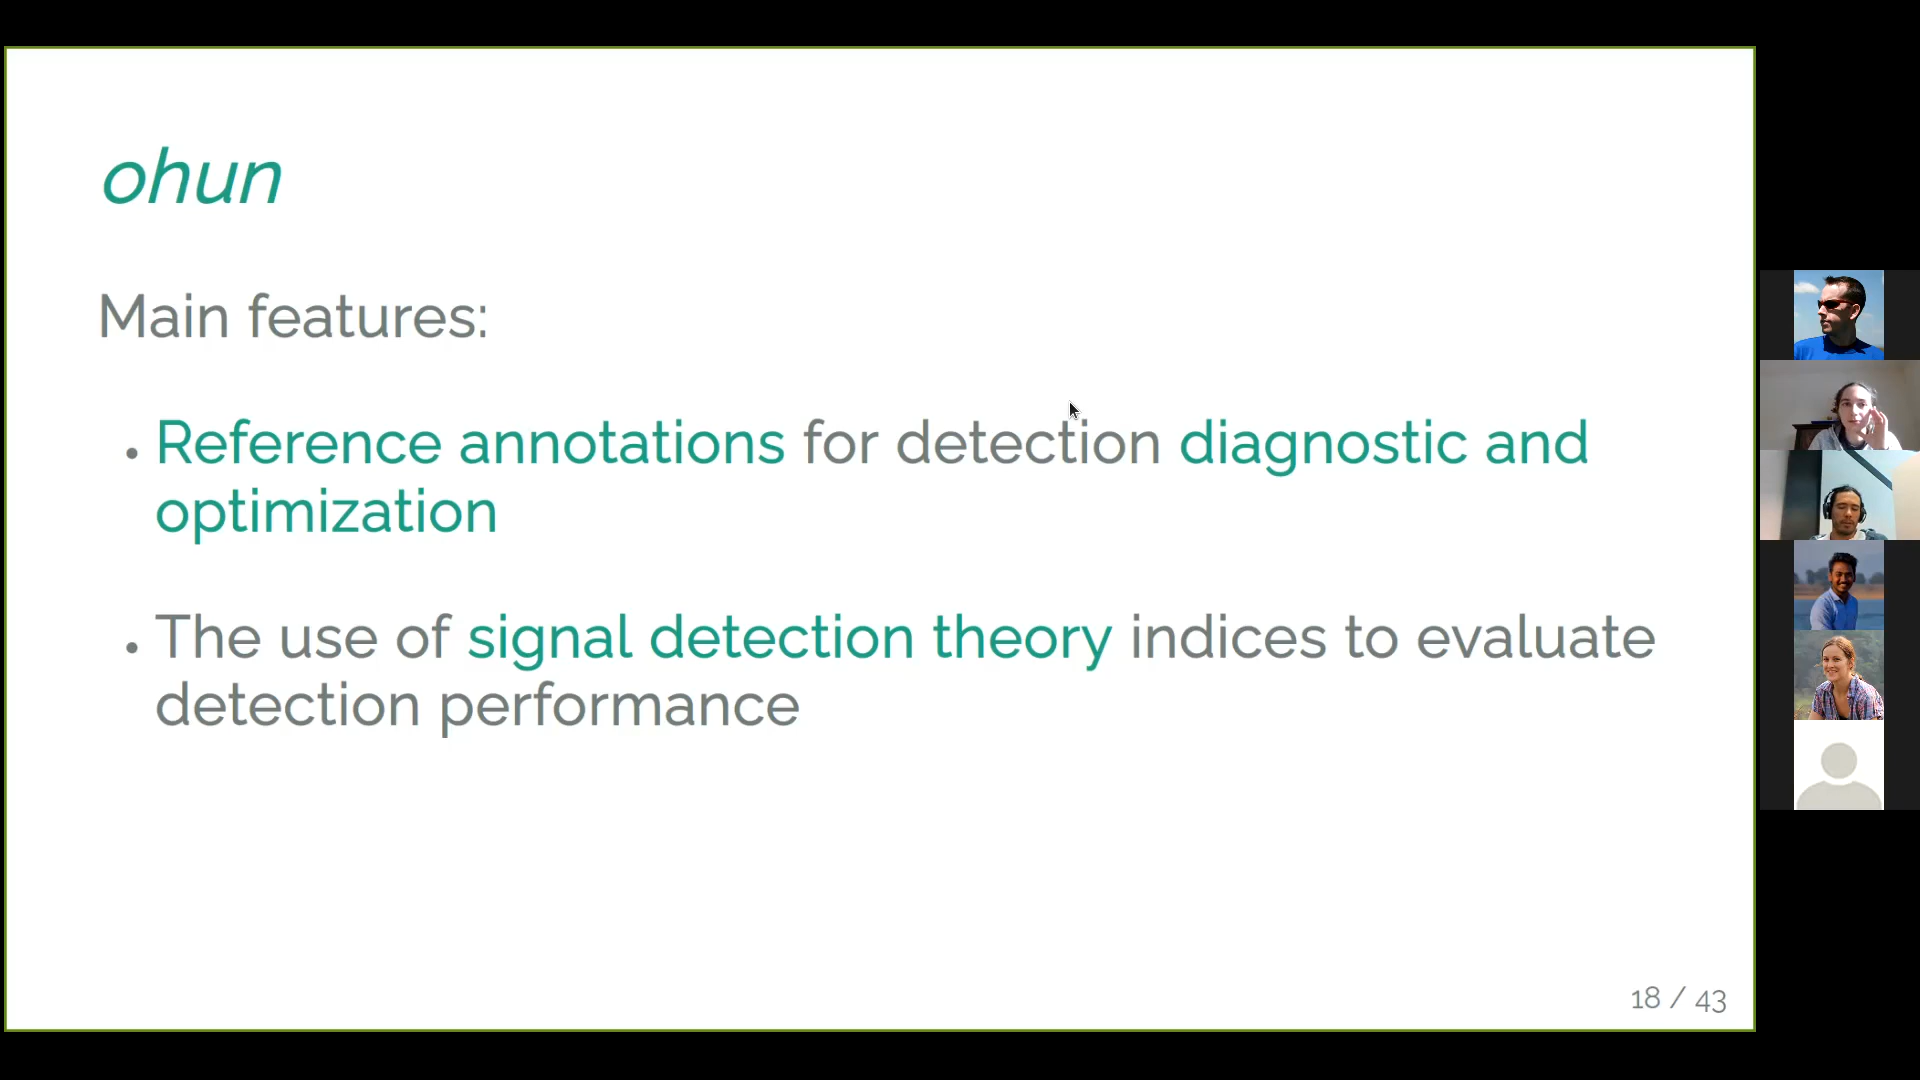 ohun
Main features:
• Reference annotations for detection diagnostic and
optimization
• The use of signal detection theory indices to evaluate
detection performance
18 / 43